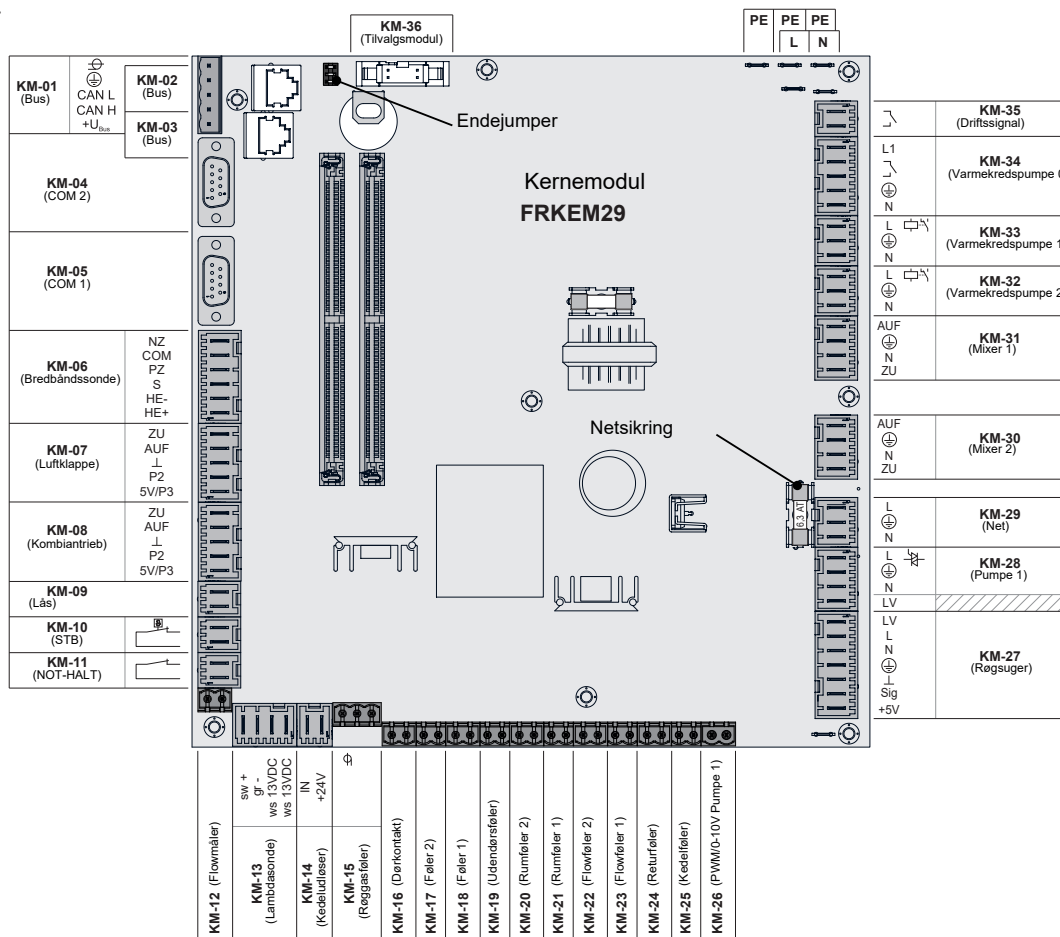 KM-36
(Tilvalgsmodul)
PE PE PE
L N
KM-01
(Bus)
CAN L
CAN H
+U_Bus
KM-02
(Bus)
KM-03
(Bus)
KM-04
(COM 2)
KM-05
(COM 1)
KM-06
(Bredbåndssonde)
NZ
COM
PZ
S
HE-
HE+
KM-07
(Luftklappe)
ZU
AUF
⊥
P2
5V/P3
KM-08
(Kombiantrieb)
ZU
AUF
⊥
P2
5V/P3
KM-09
(Lås)
KM-10
(STB)
KM-11
(NOT-HALT)
Endejumper
Kernemodul
FRKEM29
Netsikring
6,3 AT
KM-35
(Driftssignal)
L1
N
KM-34
(Varmekredspumpe 0
L
N
KM-33
(Varmekredspumpe 1
L
N
KM-32
(Varmekredspumpe 2
AUF
N
ZU
KM-31
(Mixer 1)
AUF
N
ZU
KM-30
(Mixer 2)
L
N
KM-29
(Net)
L
N
LV
KM-28
(Pumpe 1)
LV
L
N
⊥
Sig
+5V
KM-27
(Røgsuger)
KM-12 (Flowmåler)
sw +
gr -
ws 13VDC
ws 13VDC
KM-13
(Lambdasonde)
IN
+24V
KM-14
(Kedeludløser)
KM-15
(Røggasføler)
KM-16 (Dørkontakt)
KM-17 (Føler 2)
KM-18 (Føler 1)
KM-19 (Udendørsføler)
KM-20 (Rumføler 2)
KM-21 (Rumføler 1)
KM-22 (Flowføler 2)
KM-23 (Flowføler 1)
KM-24 (Returføler)
KM-25 (Kedelføler)
KM-26 (PWM/0-10V Pumpe 1)